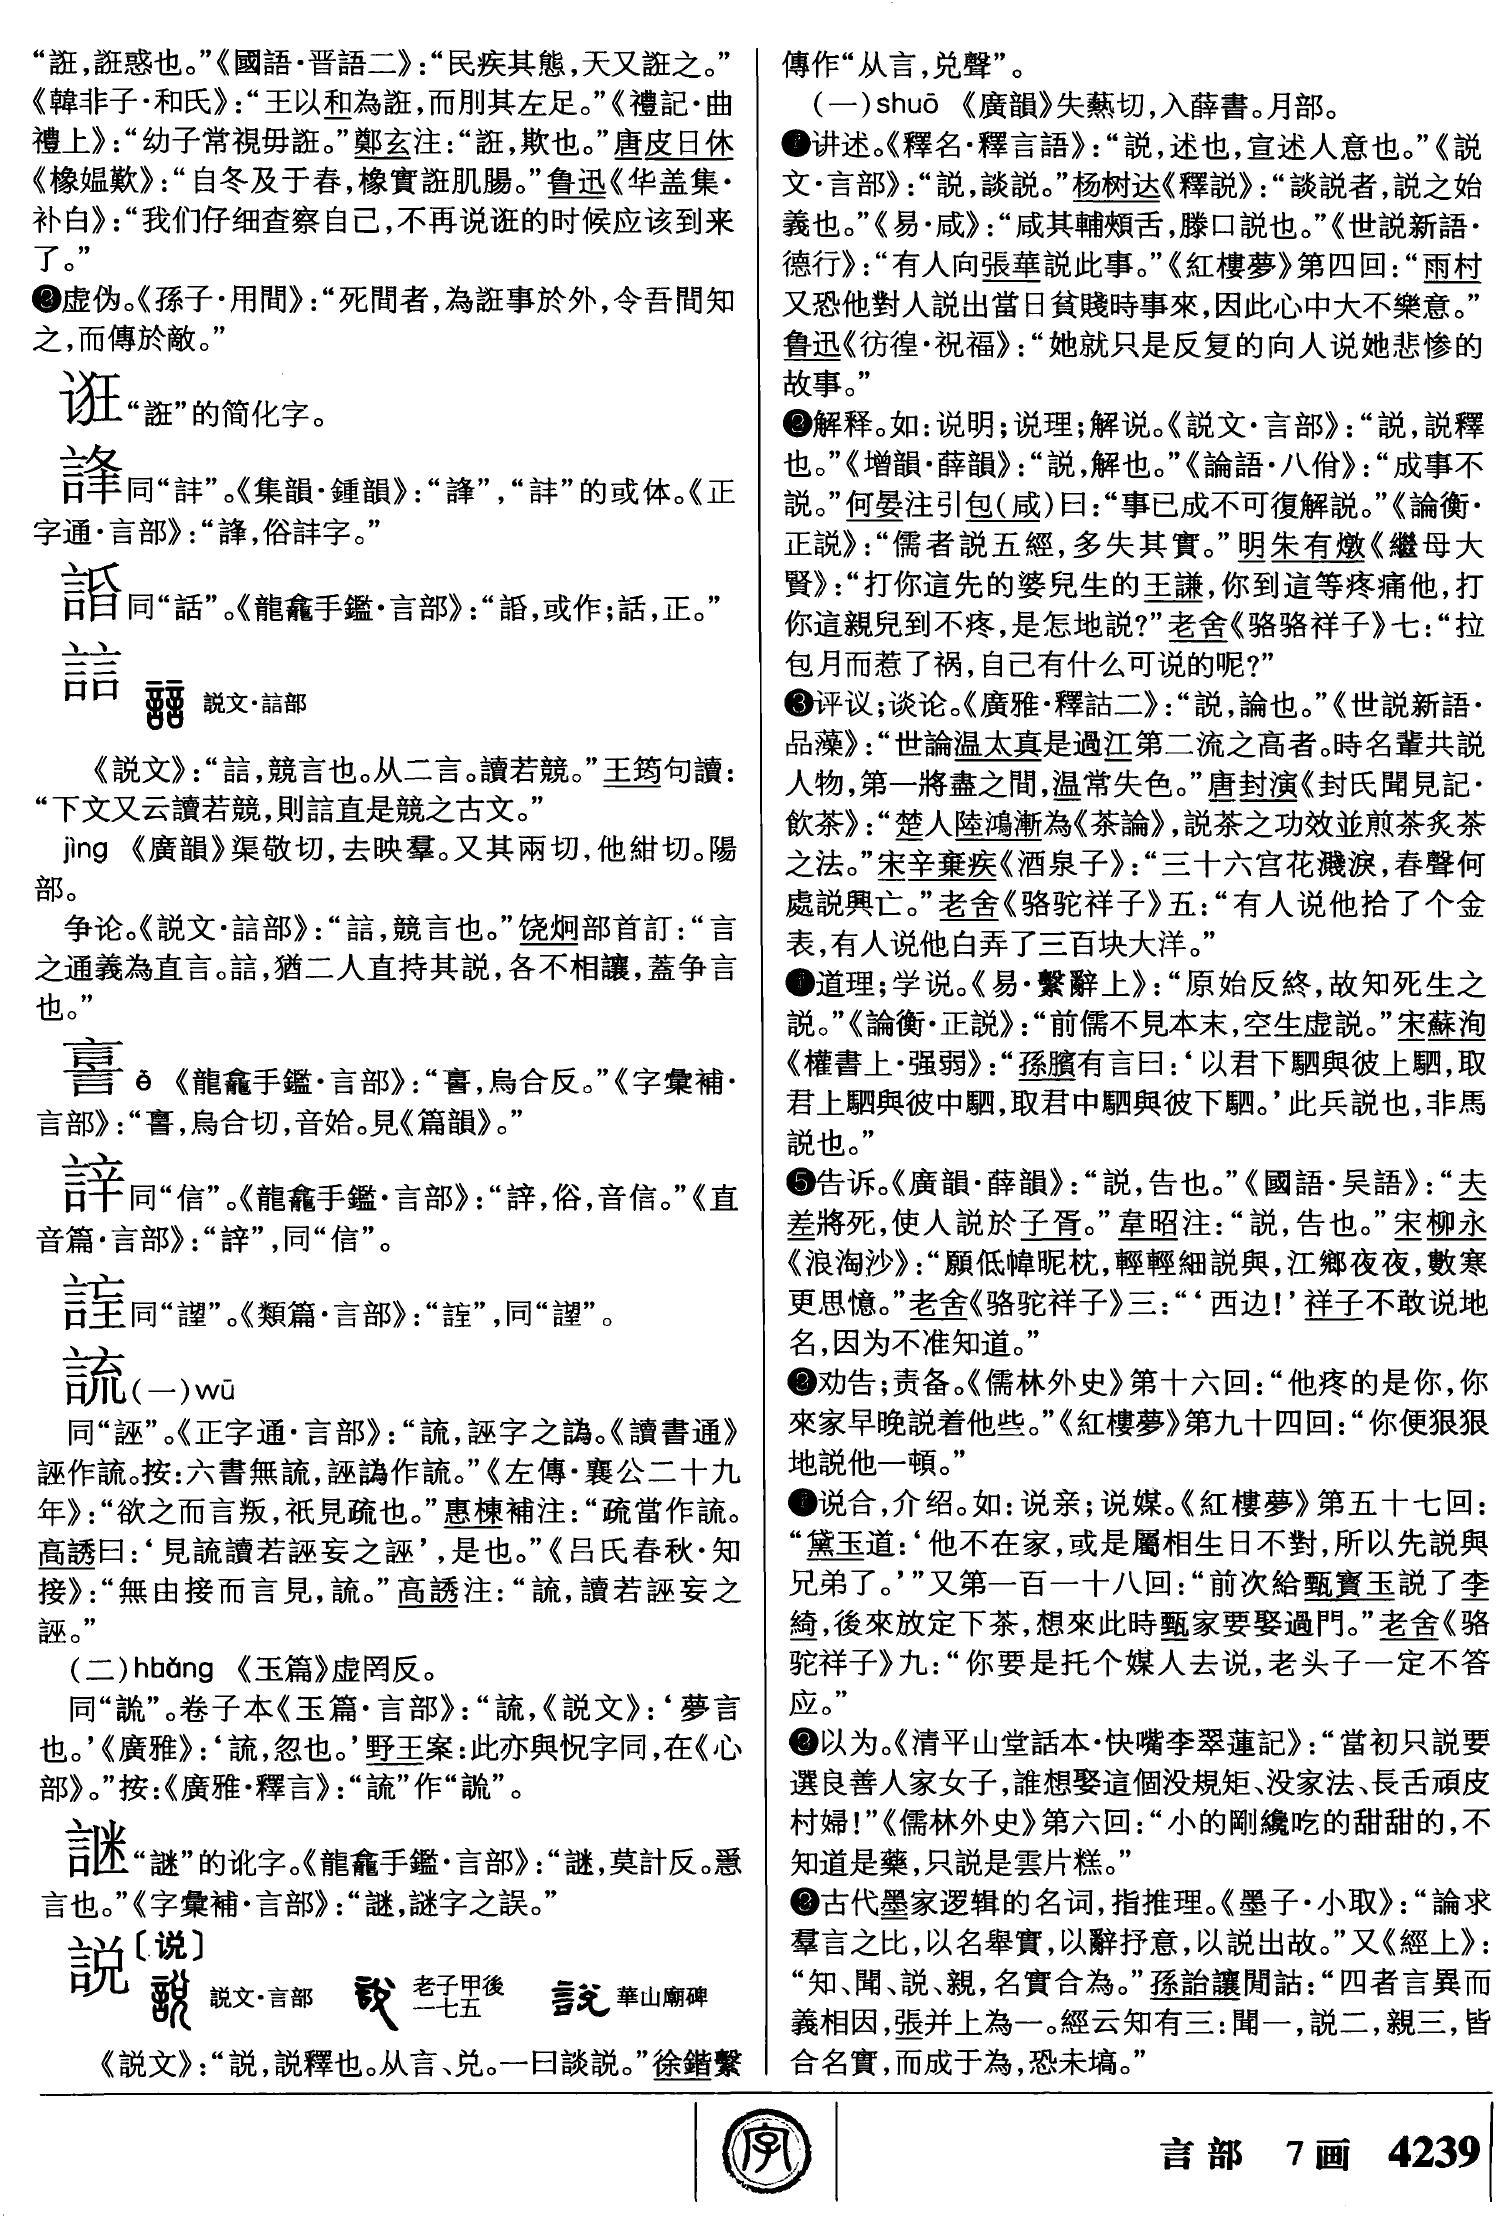 “誑，誑惑也。”《國語·晋語二》：“民疾其態，天又誑之。”
《韓非子·和氏》：“王以和為誑，而刖其左足。”《禮記·曲
禮上》：“幼子常視毋誑。”鄭玄注：“誑，欺也。”唐皮日休
《橡媪歎》：“自冬及于春，橡實誑肌腸。”鲁迅《华盖集·
补白》：“我们仔细查察自己，不再说诳的时候应该到来
了。”
❷虚伪。《孫子·用間》：“死間者，為誑事於外，令吾間知
之，而傳於敵。”
诳“誑”的简化字。
同“詳”。《集韻·鍾韻》：
字通·言部》：
同“話”。《龍龕手鑑·言部》：“䛡，或作；話，正。”
誩 説文·誩部
《説文》：“誩，競言也。从二言。讀若競。”王筠句讀：
“下文又云讀若競，則誩直是競之古文。”
jìng 《廣韻》渠敬切，去映羣。又其兩切，他紺切。陽
部。
争论。《説文·誩部》：“誩，競言也。”饶炯部首訂：“言
之通義為直言。誩，猶二人直持其説，各不相讓，蓋争言
也。”
ě 《龍龕手鑑·言部》：烏合反。”《字彙補·
言部》：烏合切，音姶。見《篇韻》。”
同“信”。《龍龕手鑑·言部》：俗，音信。”《直
音篇·言部》：同“信”。
同“諲”。《類篇·言部》：
䟽(一)wū
同“誣”。《正字通·言部》：誣字之譌。《讀書通》
誣作㡃。按：六書無誣譌作
年》：“欲之而言叛，祇見疏也。”惠棟補注：“疏當作
高誘曰：讀若誣妄之誣’，是也。”《吕氏春秋·知
接》：“無由接而言見，高誘注：讀若誣妄之
誣。”
(二)huǎng 《玉篇》虚罔反。
同“謊”。卷子本《玉篇·言部》：《説文》：‘夢言
也。’《廣雅》：忽也。’野王案：此亦與怳字同，在《心
部》。”按：《廣雅·釋言》：
“謎”的讹字。《龍龕手鑑·言部》：莫計反。
言也。”《字彙補·言部》：謎字之誤。”
説〔说〕 説文·言部 老子甲後一七五 華山廟碑
《説文》：“説，説釋也。从言、兑。一曰談説。”徐鍇繫
傳作“从言，兑聲”。
(一)shuō 《廣韻》失爇切，入薛書。月部。
❶讲述。《釋名·釋言語》：“説，述也，宣述人意也。”《説
文·言部》：“説，談説。”杨树达《釋説》：“談説者，説之始
義也。”《易·咸》：“咸其輔頰舌，滕口説也。”《世説新語·
德行》：“有人向張華説此事。”《紅樓夢》第四回：“雨村
又恐他對人説出當日貧賤時事來，因此心中大不樂意。”
鲁迅《彷徨·祝福》：“她就只是反复的向人说她悲惨的
故事。”
❷解释。如：说明；说理；解说。《説文·言部》：“説，説釋
也。”《增韻·薛韻》：“説，解也。”《論語·八佾》：“成事不
説。”何晏注引包(咸)曰：“事已成不可復解説。”《論衡·
正説》：“儒者説五經，多失其實。”明朱有燉《繼母大
賢》：“打你這先的婆兒生的王謙，你到這等疼痛他，打
你這親兒到不疼，是怎地説？”老舍《骆骆祥子》七：“拉
包月而惹了祸，自己有什么可说的呢？”
❸评议；谈论。《廣雅·釋詁二》：“説，論也。”《世説新語·
品藻》：“世論温太真是過江第二流之高者。時名輩共説
人物，第一將盡之間，温常失色。”唐封演《封氏聞見記·
飲茶》：“楚人陸鴻漸為《茶論》，説茶之功效並煎茶炙茶
之法。”宋辛棄疾《酒泉子》：“三十六宫花濺淚，春聲何
處説興亡。”老舍《骆驼祥子》五：“有人说他拾了个金
表，有人说他白弄了三百块大洋。”
❹道理；学说。《易·繫辭上》：“原始反終，故知死生之
説。”《論衡·正説》：“前儒不見本末，空生虚説。”宋蘇洵
《權書上·强弱》：“孫臏有言曰：‘以君下駟與彼上駟，取
君上駟與彼中駟，取君中駟與彼下駟。’此兵説也，非馬
説也。”
❺告诉。《廣韻·薛韻》：“説，告也。”《國語·吴語》：“夫
差將死，使人説於子胥。”韋昭注：“説，告也。”宋柳永
《浪淘沙》：“願低幃昵枕，輕輕細説與，江鄉夜夜，數寒
更思憶。”老舍《骆驼祥子》三：“‘西边！’祥子不敢说地
名，因为不准知道。”
❻劝告；责备。《儒林外史》第十六回：“他疼的是你，你
來家早晚説着他些。”《紅樓夢》第九十四回：“你便狠狠
地説他一頓。”
❼说合，介绍。如：说亲；说媒。《紅樓夢》第五十七回：
“黛玉道：‘他不在家，或是屬相生日不對，所以先説與
兄弟了。’”又第一百一十八回：“前次給甄寳玉説了李
綺，後來放定下茶，想來此時甄家要娶過門。”老舍《骆
驼祥子》九：“你要是托个媒人去说，老头子一定不答
应。”
❽以为。《清平山堂話本·快嘴李翠蓮記》：“當初只説要
選良善人家女子，誰想娶這個没規矩、没家法、長舌頑皮
村婦！”《儒林外史》第六回：“小的剛纔吃的甜甜的，不
知道是藥，只説是雲片糕。”
❾古代墨家逻辑的名词，指推理。《墨子·小取》：“論求
羣言之比，以名舉實，以辭抒意，以説出故。”又《經上》：
“知、聞、説、親，名實合為。”孫詒讓閒詁：“四者言異而
義相因，張并上為一。經云知有三：聞一，説二，親三，皆
合名實，而成于為，恐未塙。”
字 言部 7画 4239